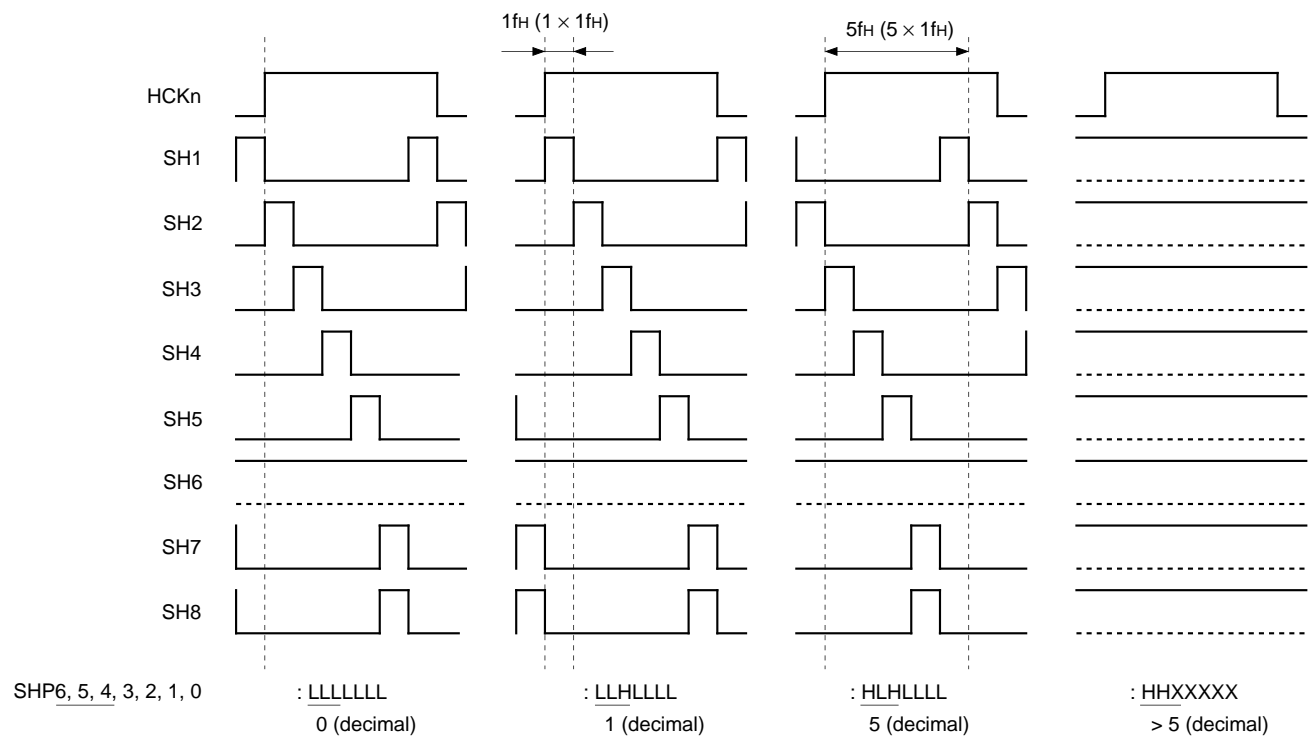 1fH (1 × 1fH)
5fH (5 × 1fH)
HCKn
SH1
SH2
SH3
SH4
SH5
SH6
SH7
SH8
SHP6, 5, 4, 3, 2, 1, 0 : LLLLLLL : LLHLLLL : HLHLLLL : HHXXXXX
0 (decimal) 1 (decimal) 5 (decimal) > 5 (decimal)